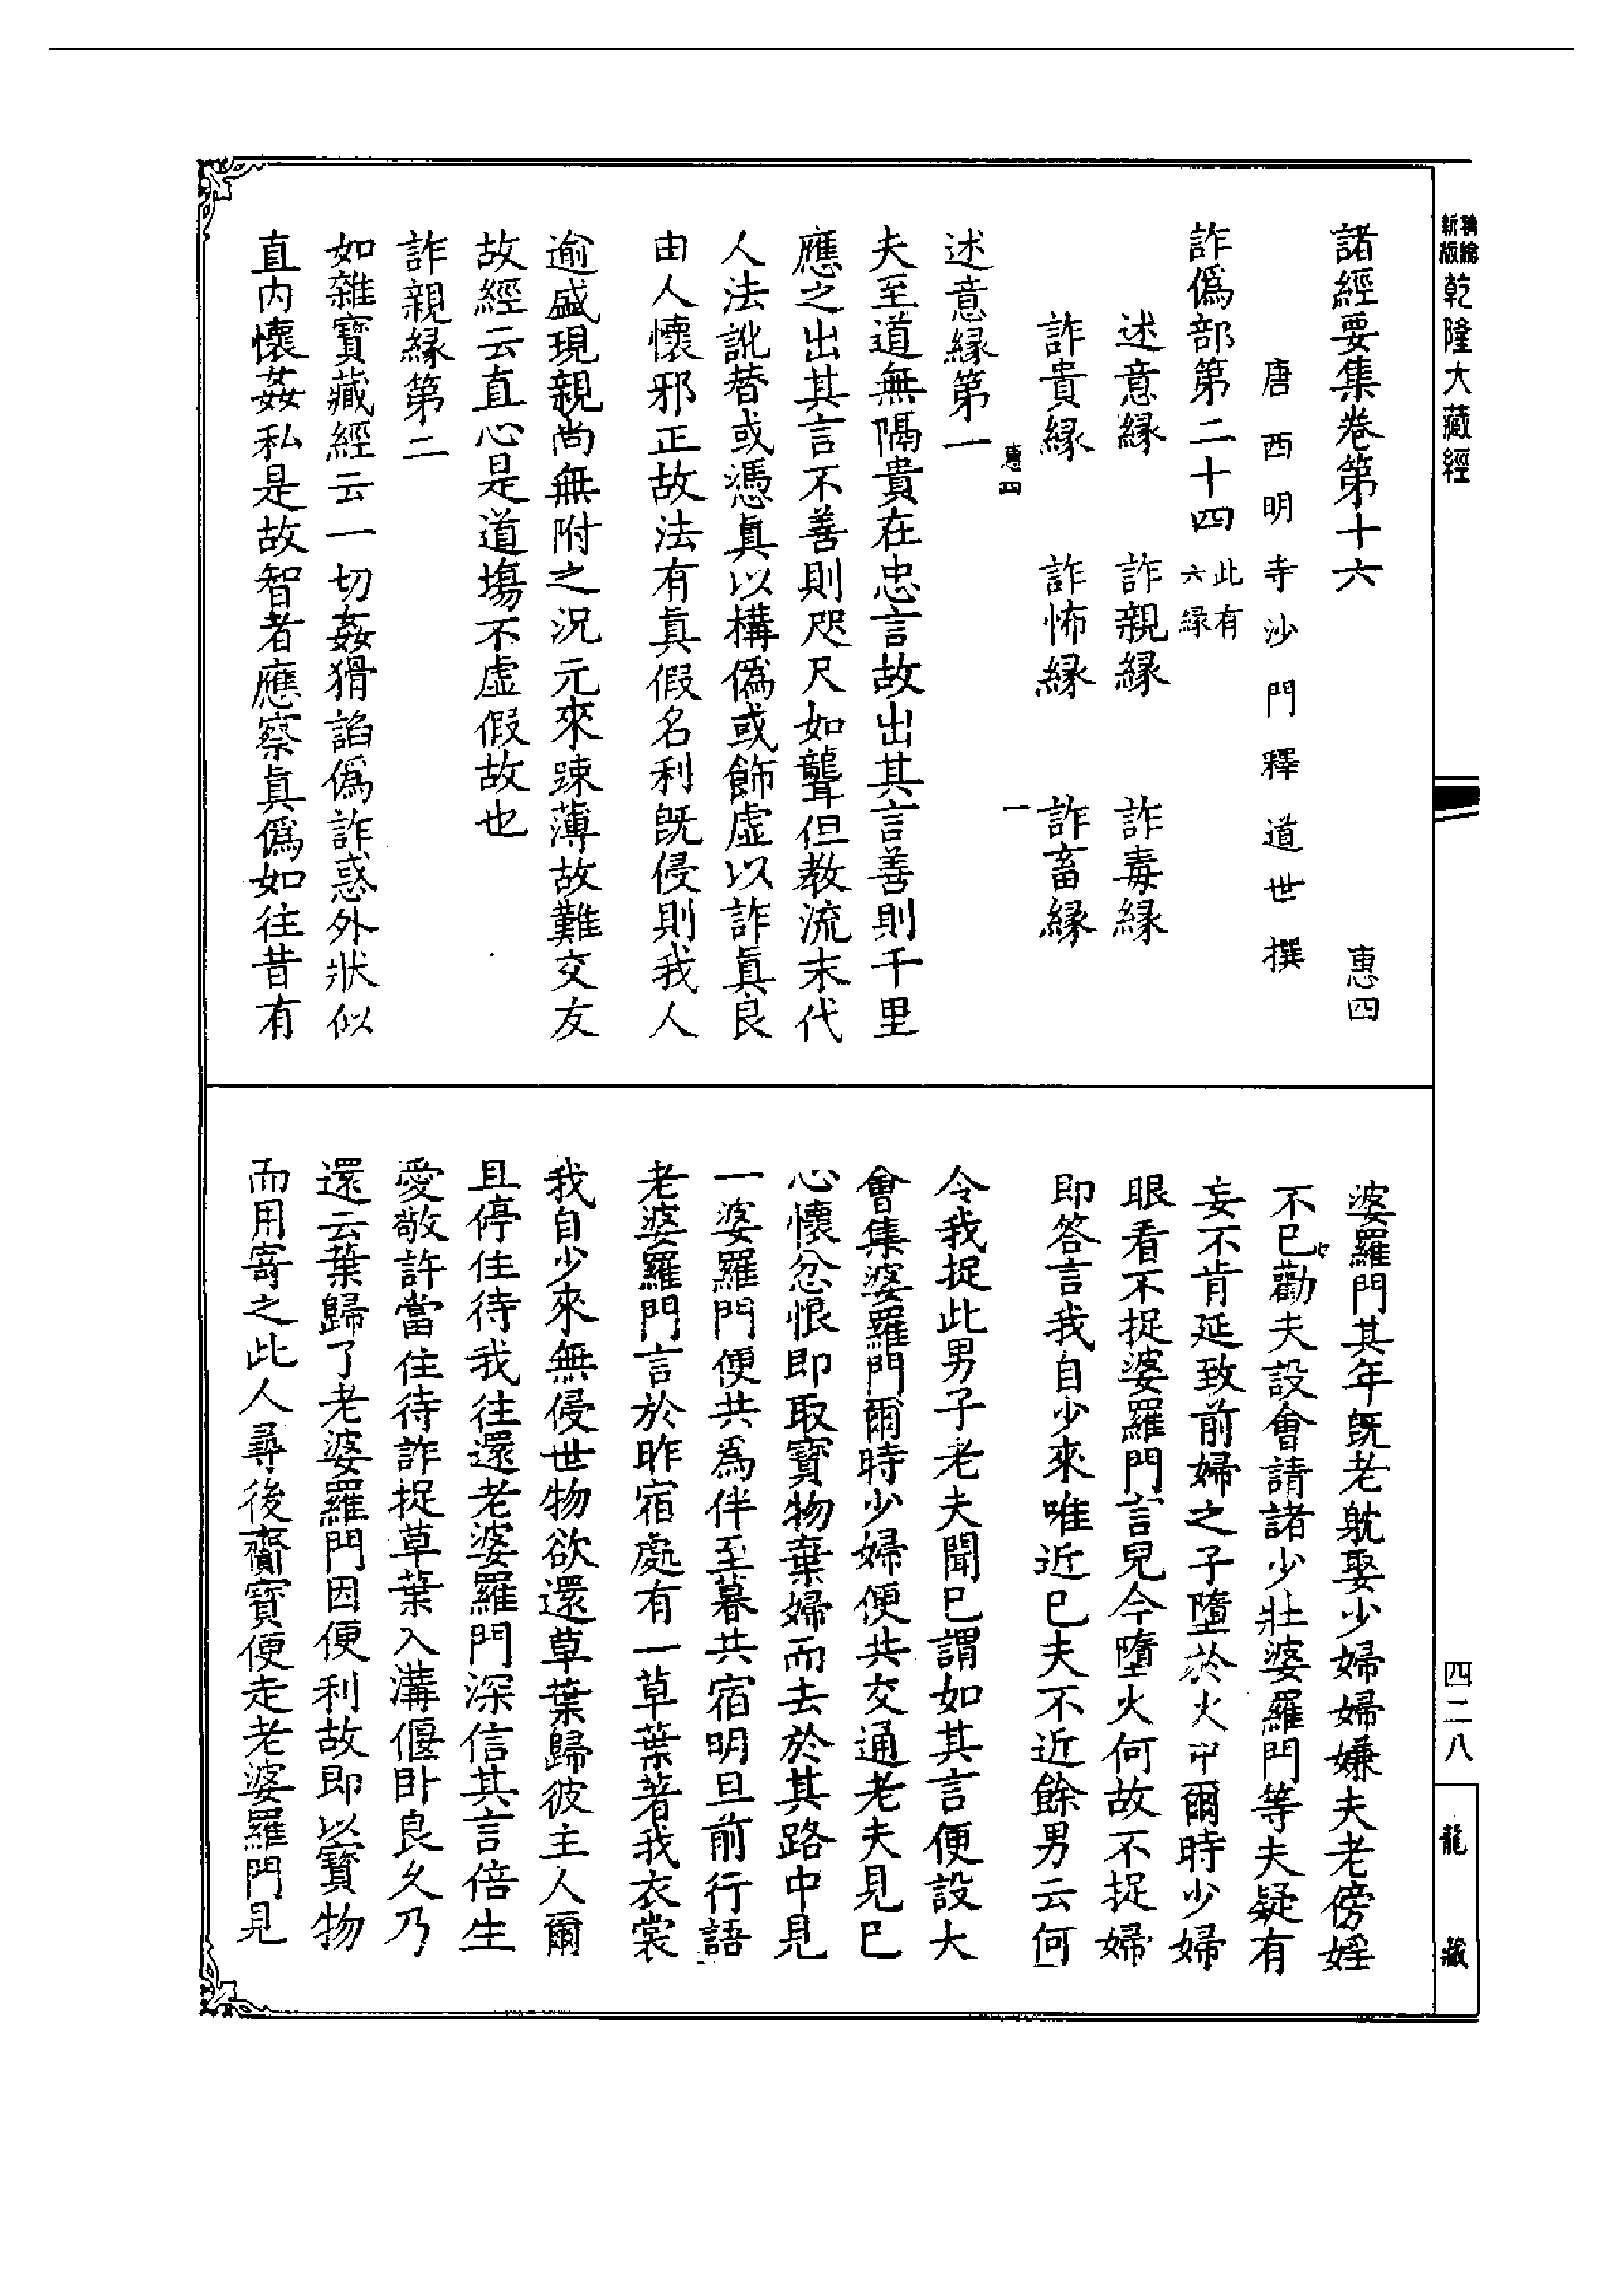 新版 精編 乾隆大藏經
諸經要集卷第十六 惠四
唐西明寺沙門釋道世撰
詐僞部第二十四 此有六緣
述意緣 詐親緣 詐毒緣
詐貴緣 詐怖緣 詐畜緣
惠四 一
述意緣第一
夫至道無隔貴在忠言故出其言善則千里
應之出其言不善則咫尺如聾但教流末代
人法訛替或憑眞以構僞或飾虛以詐眞良
由人懷邪正故法有眞假名利旣侵則我人
逾盛現親尚無附之況元來踈薄故難交友
故經云直心是道場不虛假故也
詐親緣第二
如雜寶藏經云一切姦猾諂僞詐惑外狀似
直内懷姦私是故智者應察眞僞如往昔有
婆羅門其年旣老躭娶少婦婦嫌夫老傍婬
不已勸夫設會請諸少壯婆羅門等夫疑有
妄不肯延致前婦之子墮於火中爾時少婦
眼看不捉婆羅門言兒今墮火何故不捉婦
即答言我自少來唯近已夫不近餘男云何
令我捉此男子老夫聞已謂如其言便設大
會集婆羅門爾時少婦便共交通老夫見已
心懷忿恨即取寶物棄婦而去於其路中見
一婆羅門便共爲伴至暮共宿明旦前行語
老婆羅門言於昨宿處有一草葉著我衣裳
我自少來無侵世物欲還草葉歸彼主人爾
且停住待我往還老婆羅門深信其言倍生
愛敬許當住待詐捉草葉入溝偃卧良久乃
還云葉歸了老婆羅門因便利故即以寶物
而用寄之此人尋後齎寶便走老婆羅門見
四二八
龍藏